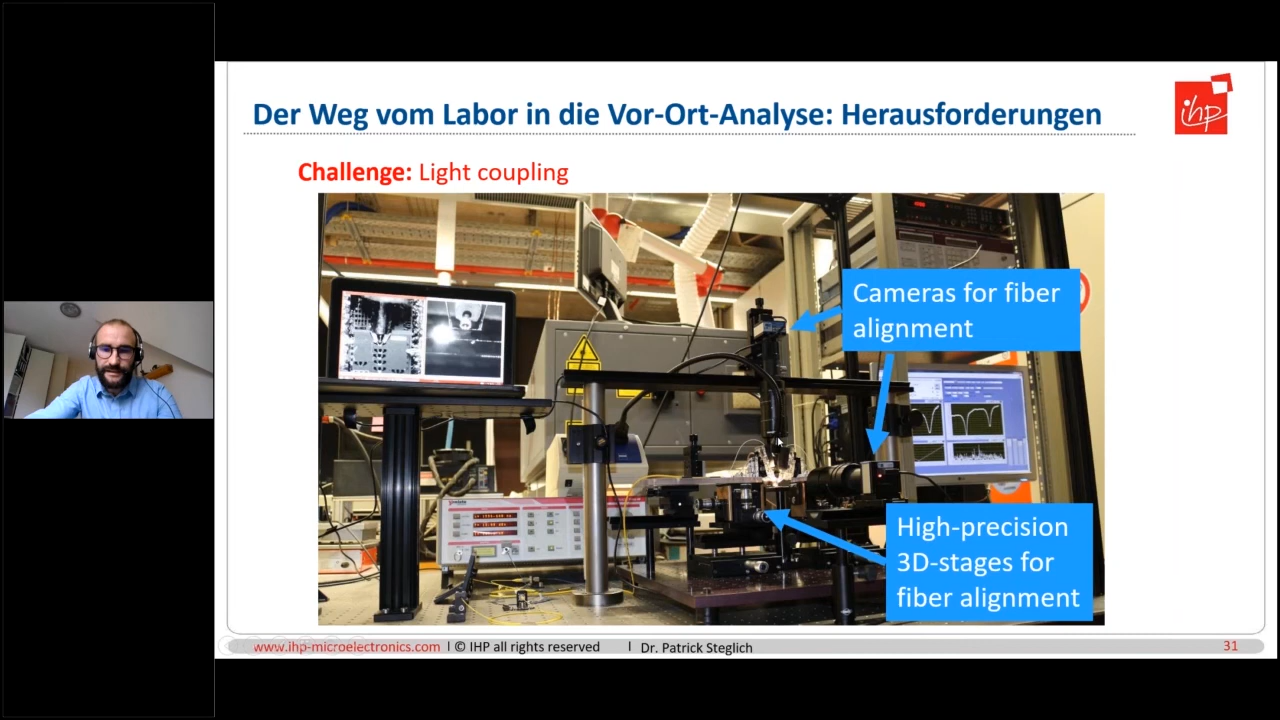 Der Weg vom Labor in die Vor-Ort-Analyse: Herausforderungen
ihp
Challenge: Light coupling
Cameras for fiber
alignment
High-precision
3D-stages for
fiber alignment
www.ihp-microelectronics.com | © IHP all rights reserved | Dr. Patrick Steglich
31